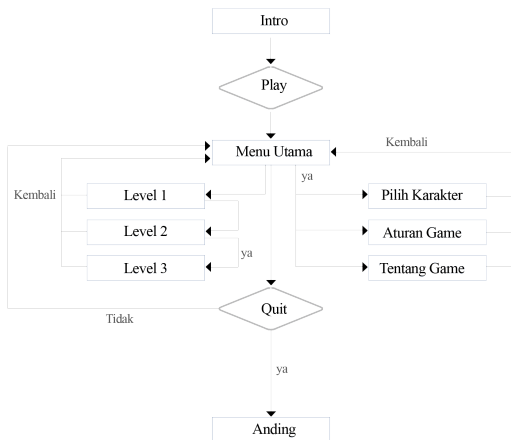 Intro
Play
Menu Utama
Kembali
ya
Kembali
Level 1
Pilih Karakter
Level 2
Aturan Game
ya
Level 3
Tentang Game
Quit
Tidak
ya
Anding